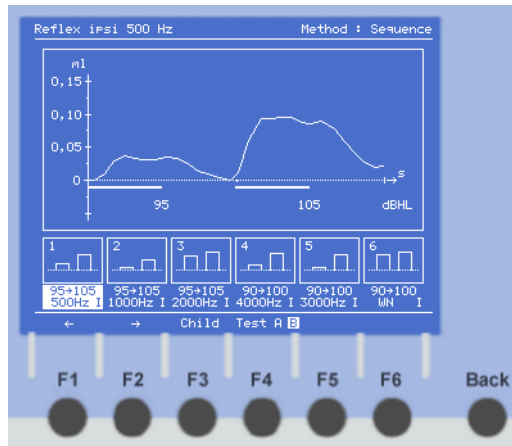 Reflex ipsi 500 Hz Method : Sequence
ml
0,15
0,10
0,05
0
s
95 105 dBHL
1 2 3 4 5 6
95→105 95→105 95→105 90→100 90→100 90→100
500Hz I 1000Hz I 2000Hz I 4000Hz I 3000Hz I WN I
← → Child Test A B
F1 F2 F3 F4 F5 F6 Back